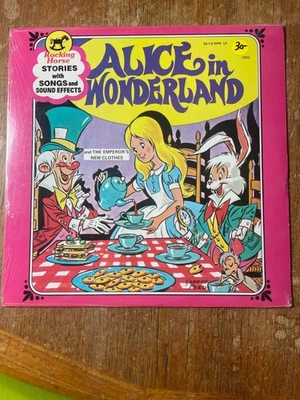 Rocking
Horse
STORIES
with
SONGS and
SOUND EFFECTS
33 1/3 RPM LP
30-
ALICE in
WONDERLAND
and THE EMPEROR'S
NEW CLOTHES